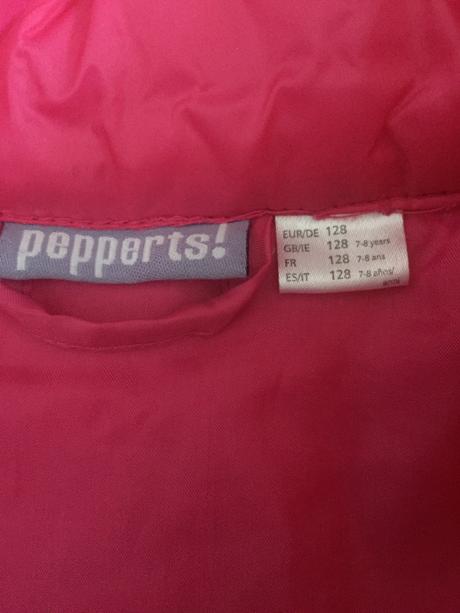 pepperts!
EUR/DE 128
GB/IE 128 7-8 years
FR 128 7-8 ans
ES/IT 128 7-8 años/